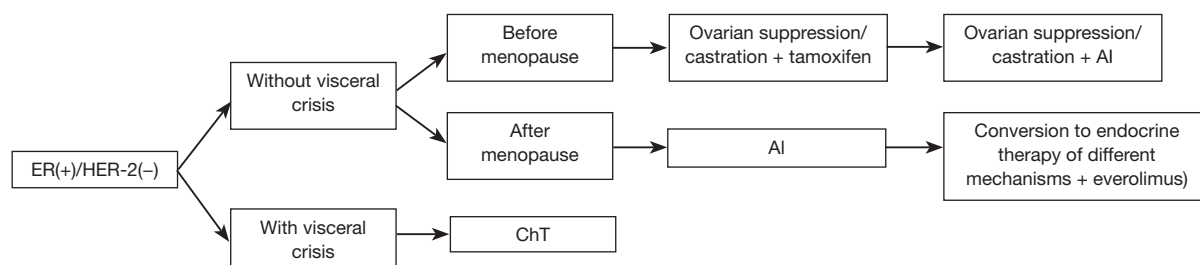 Before
menopause
Ovarian suppression/
castration + tamoxifen
Ovarian suppression/
castration + AI
Without visceral
crisis
After
menopause
AI
Conversion to endocrine
therapy of different
mechanisms + everolimus)
ER(+)/HER-2(−)
With visceral
crisis
ChT